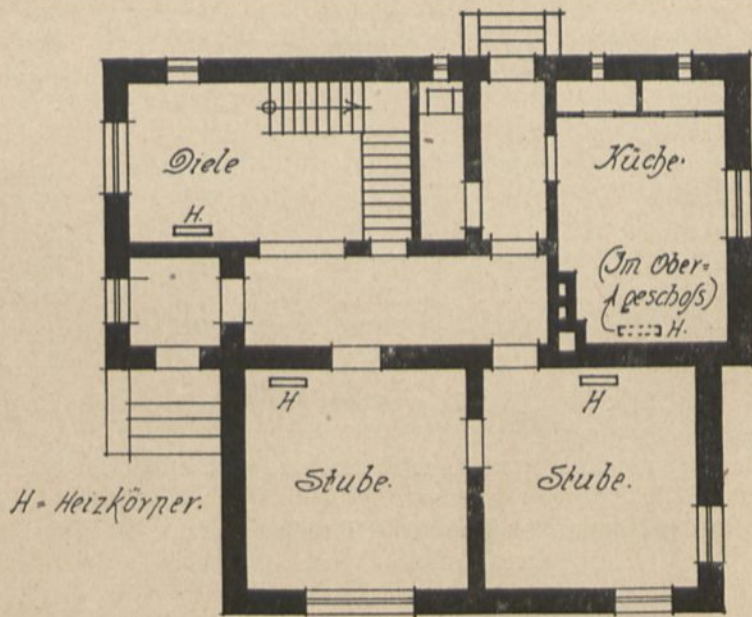 Diele
H.
Küche.
(Im Ober=
geschoß)
H.
H
H
Stube.
Stube.
H = Heizkörper.